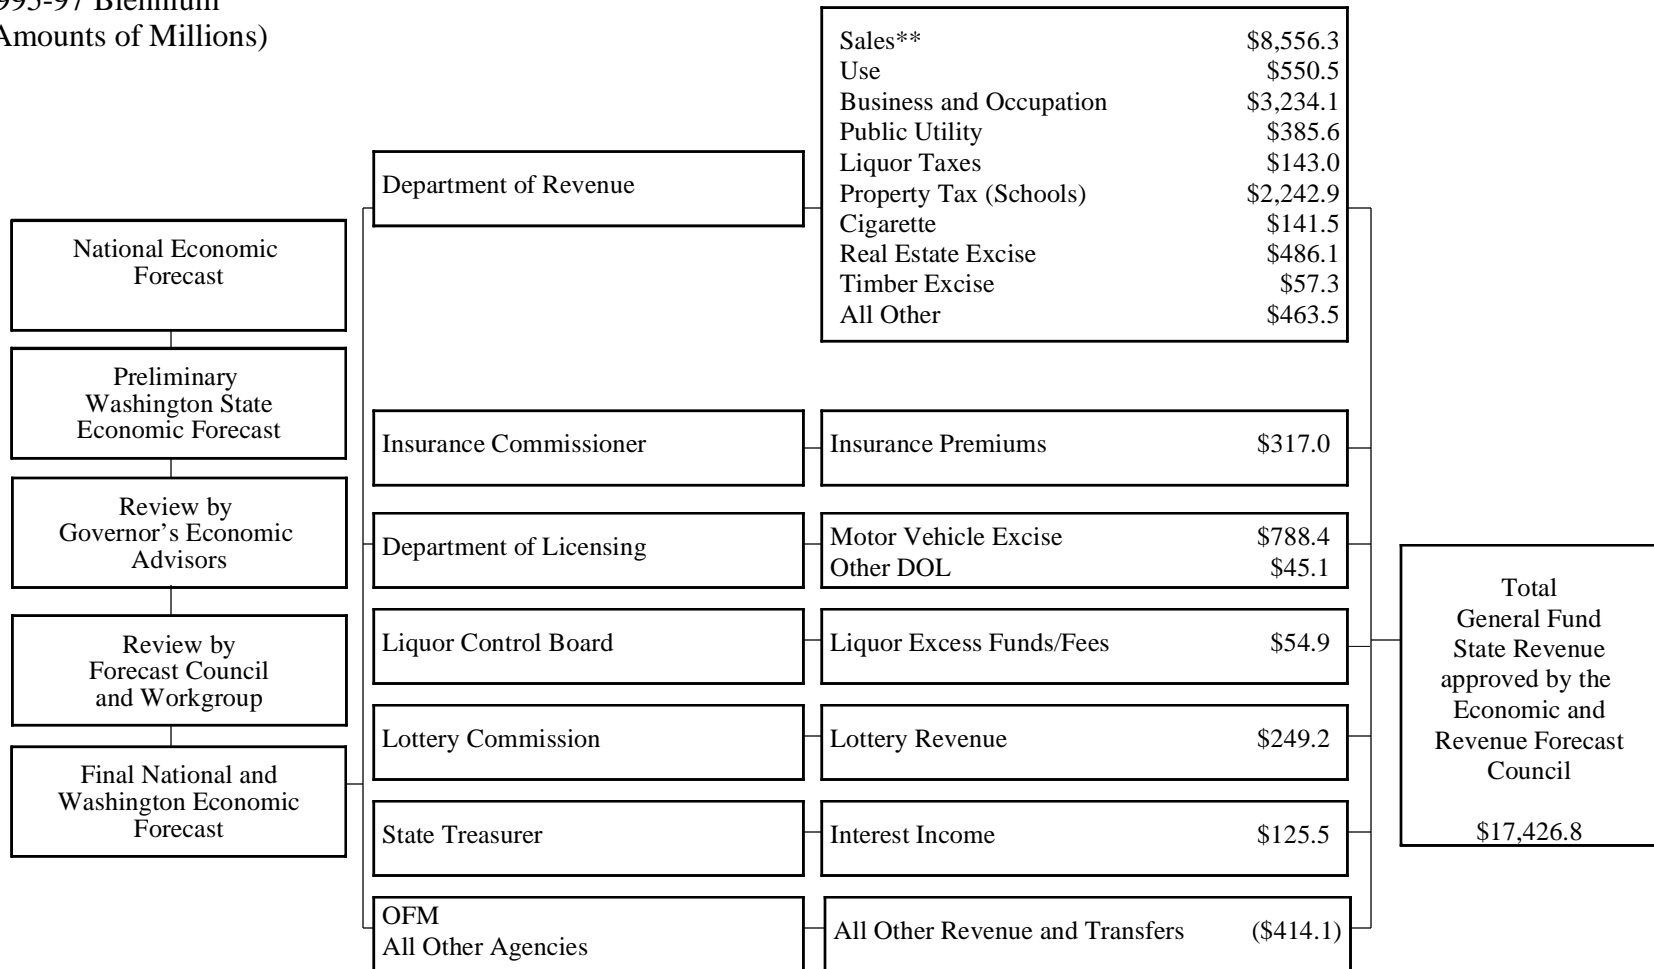 995-97 Biennium
Amounts of Millions)
National Economic
Forecast
Preliminary
Washington State
Economic Forecast
Review by
Governor’s Economic
Advisors
Review by
Forecast Council
and Workgroup
Final National and
Washington Economic
Forecast
Department of Revenue
Sales** $8,556.3
Use $550.5
Business and Occupation $3,234.1
Public Utility $385.6
Liquor Taxes $143.0
Property Tax (Schools) $2,242.9
Cigarette $141.5
Real Estate Excise $486.1
Timber Excise $57.3
All Other $463.5
Insurance Commissioner
Insurance Premiums $317.0
Department of Licensing
Motor Vehicle Excise $788.4
Other DOL $45.1
Liquor Control Board
Liquor Excess Funds/Fees $54.9
Lottery Commission
Lottery Revenue $249.2
State Treasurer
Interest Income $125.5
OFM
All Other Agencies
All Other Revenue and Transfers ($414.1)
Total
General Fund
State Revenue
approved by the
Economic and
Revenue Forecast
Council
$17,426.8